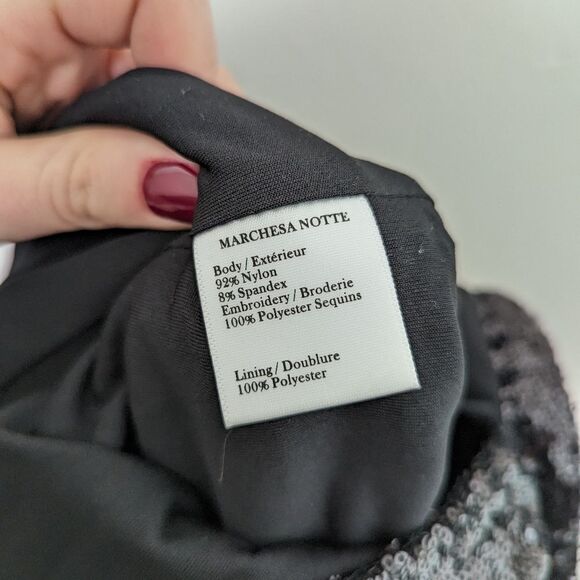 MARCHESA NOTTE
Body / Extérieur
92% Nylon
8% Spandex
Embroidery / Broderie
100% Polyester Sequins
Lining / Doublure
100% Polyester